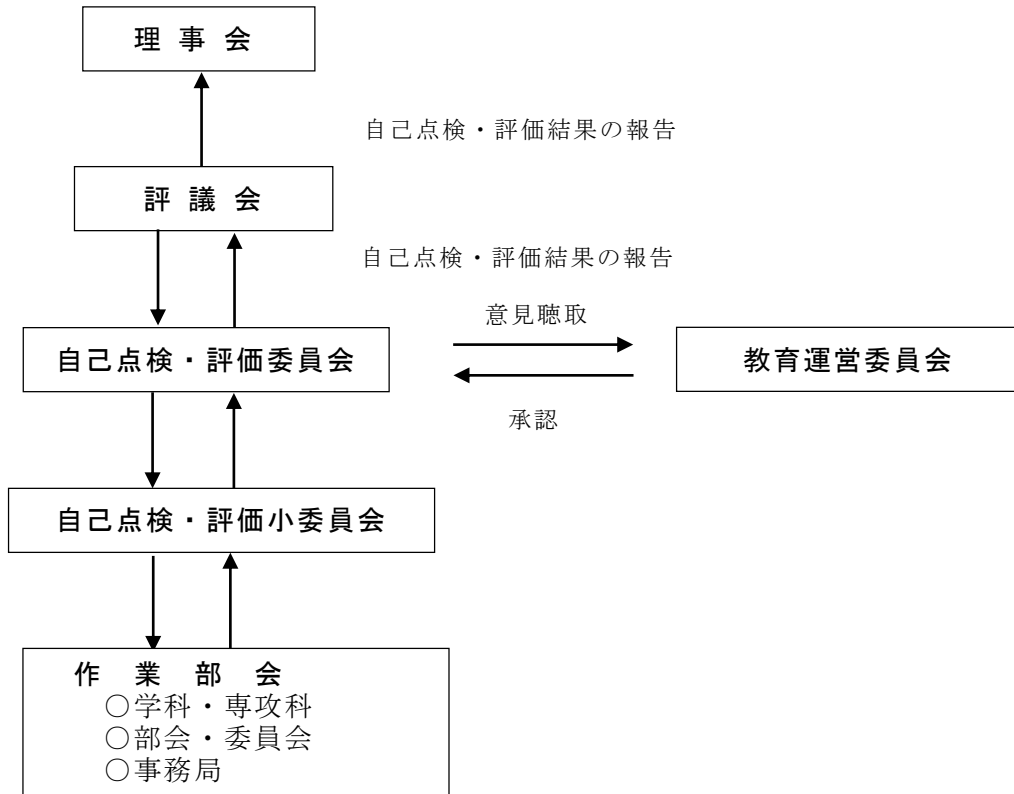 理 事 会
自己点検・評価結果の報告
評 議 会
自己点検・評価結果の報告
意見聴取
自己点検・評価委員会
教育運営委員会
承認
自己点検・評価小委員会
作 業 部 会
○学科・専攻科
○部会・委員会
○事務局